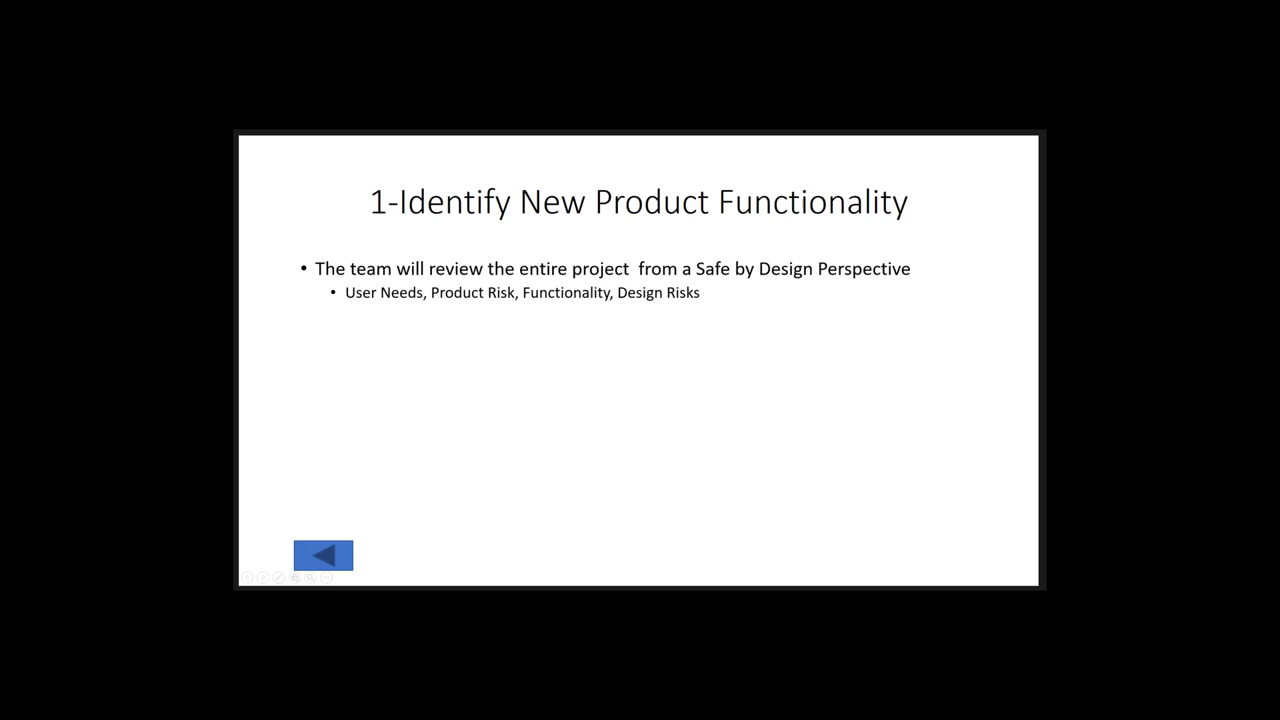 1-Identify New Product Functionality
• The team will review the entire project  from a Safe by Design Perspective
• User Needs, Product Risk, Functionality, Design Risks